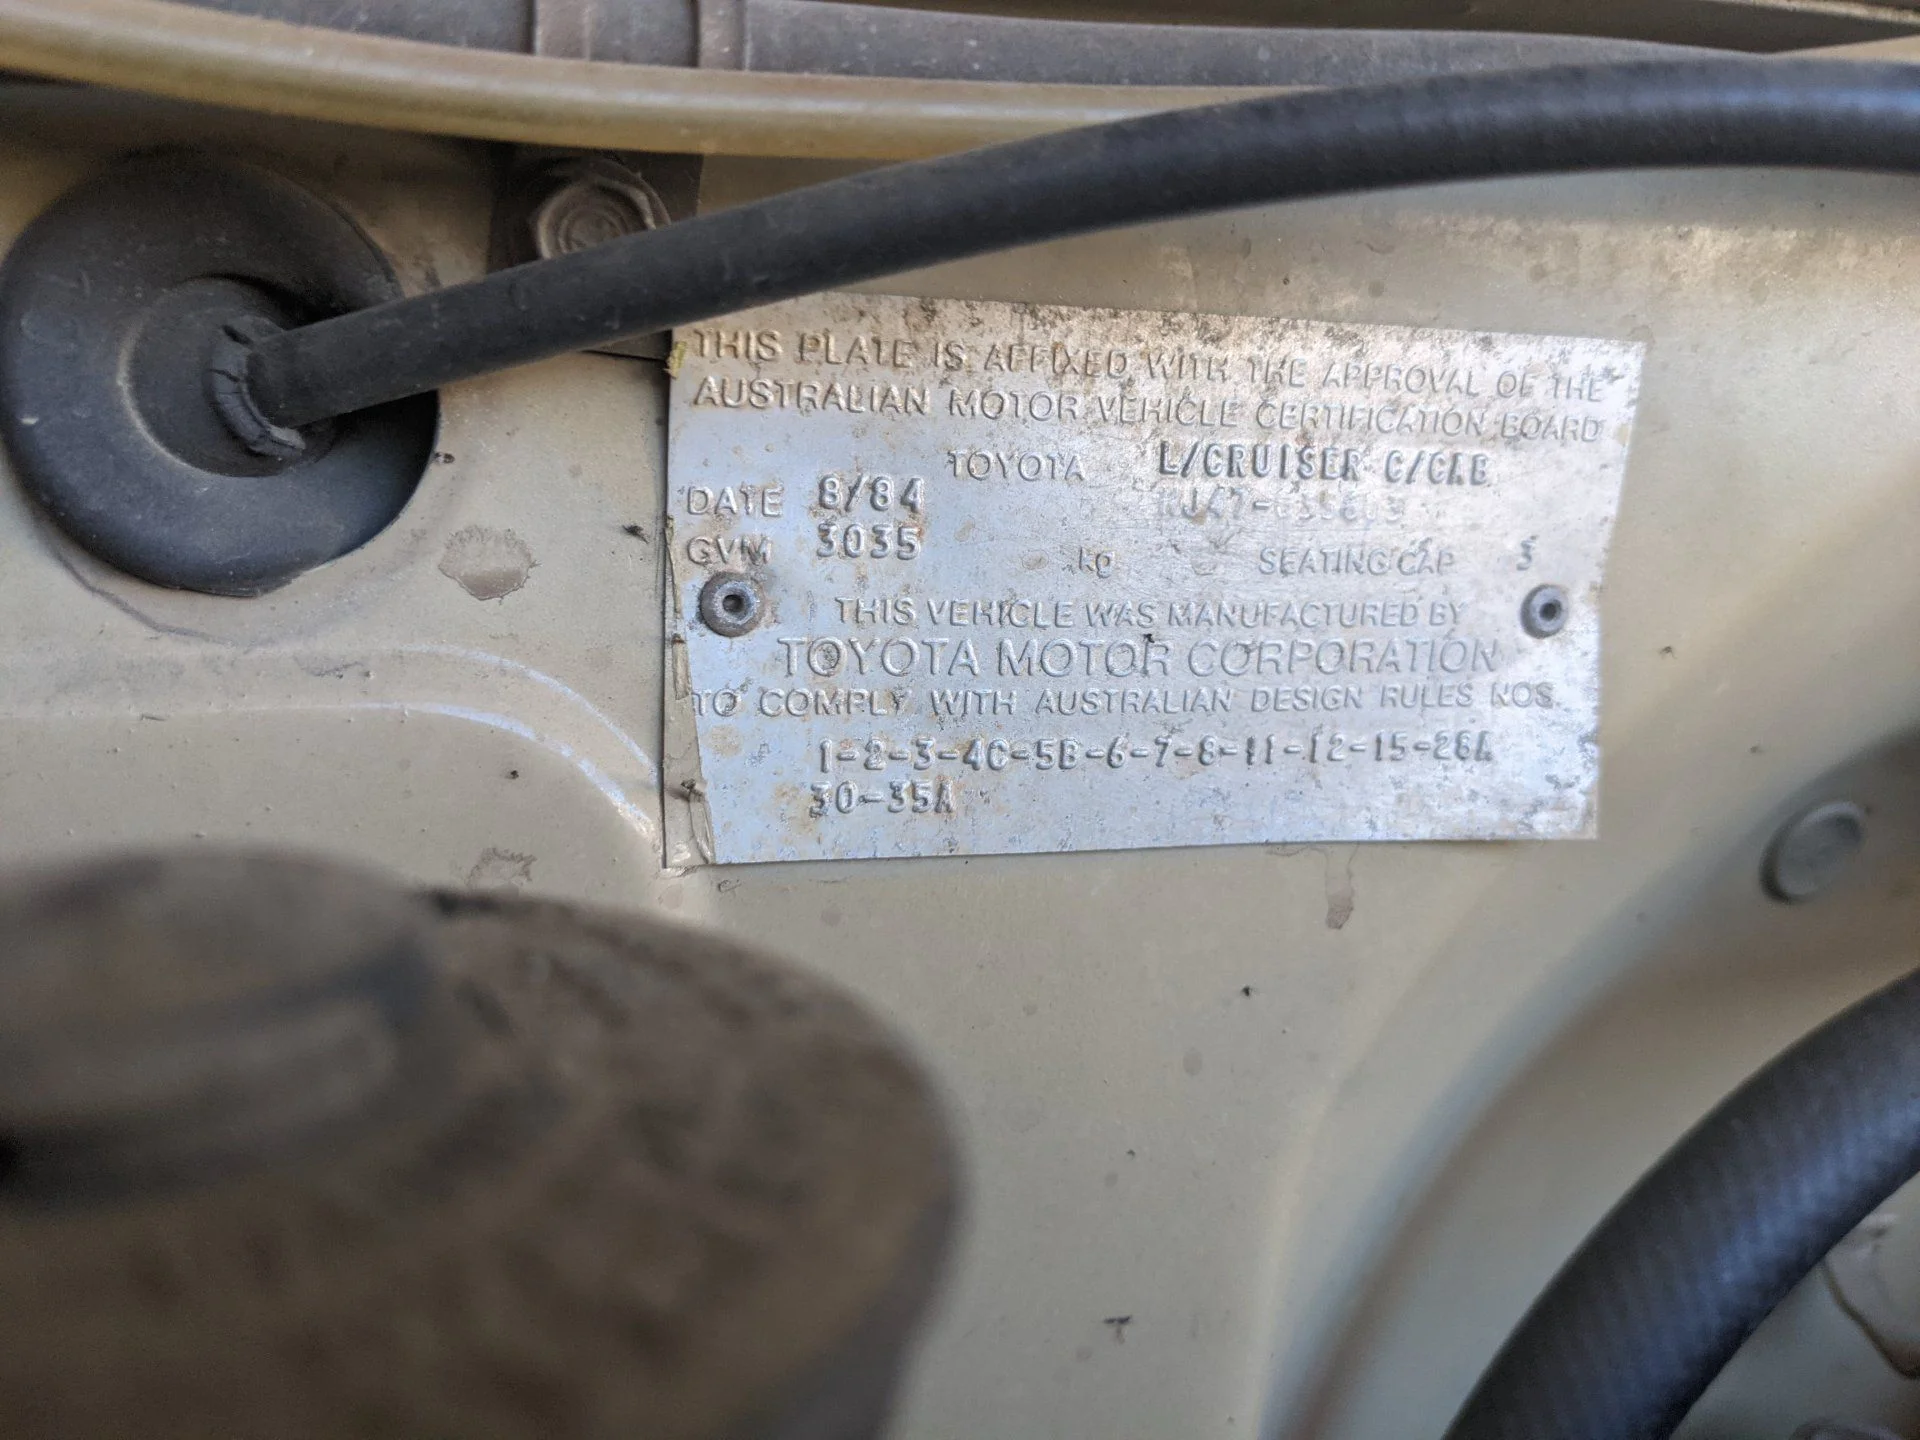 THIS PLATE IS AFFIXED WITH THE APPROVAL OF THE
AUSTRALIAN MOTOR VEHICLE CERTIFICATION BOARD
TOYOTA L/CRUISER C/CAB
DATE 8/84
GVM 3035 kg SEATING CAP 3
THIS VEHICLE WAS MANUFACTURED BY
TOYOTA MOTOR CORPORATION
TO COMPLY WITH AUSTRALIAN DESIGN RULES NOS
1-2-3-4C-5B-6-7-8-11-12-15-28A
30-35A